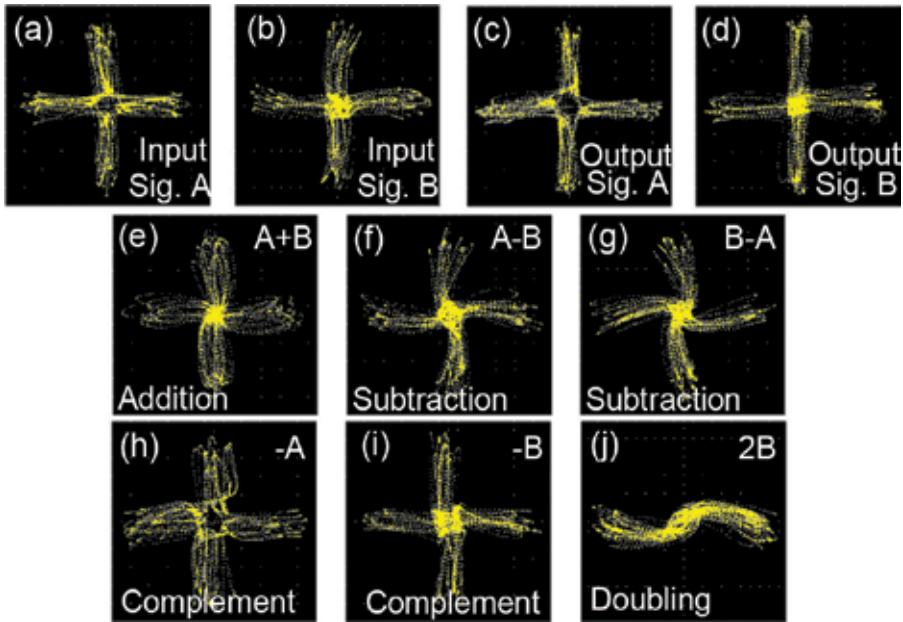 (a)
Input
Sig. A
(b)
Input
Sig. B
(c)
Output
Sig. A
(d)
Output
Sig. B
(e)
A+B
Addition
(f)
A-B
Subtraction
(g)
B-A
Subtraction
(h)
-A
Complement
(i)
-B
Complement
(j)
2B
Doubling